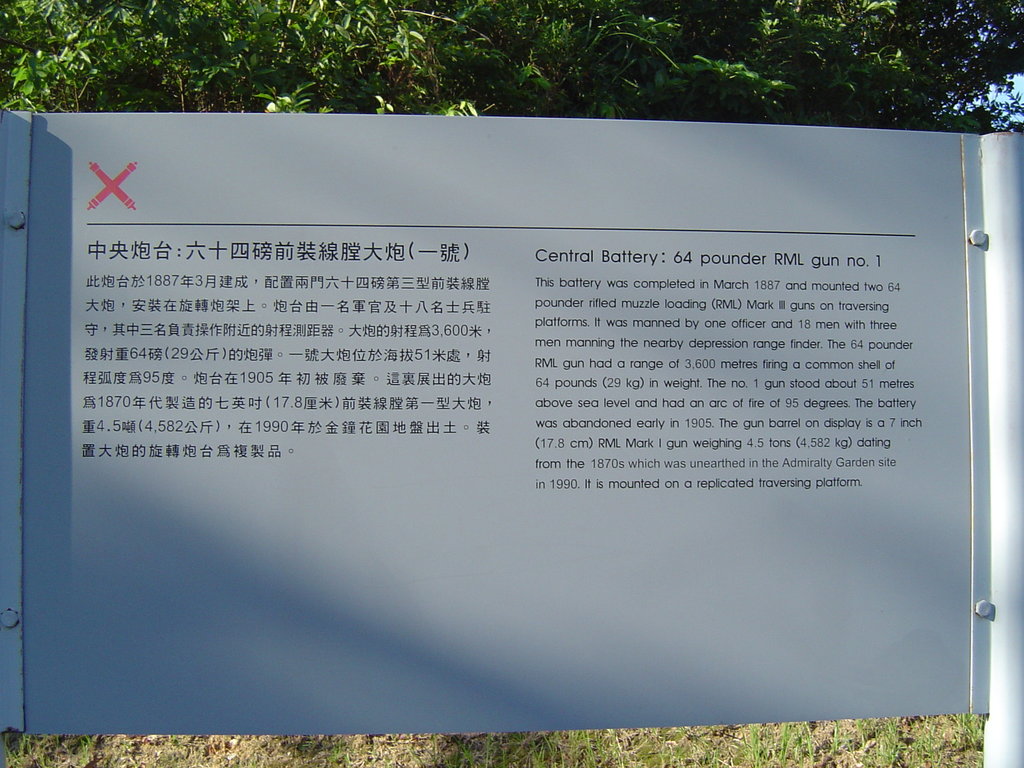 中央炮台:六十四磅前裝線膛大炮(一號)
此炮台於1887年3月建成，配置兩門六十四磅第三型前裝線膛
大炮，安裝在旋轉炮架上。炮台由一名軍官及十八名士兵駐
守，其中三名負責操作附近的射程測距器。大炮的射程爲3,600米，
發射重64磅(29公斤)的炮彈。一號大炮位於海拔51米處，射
程弧度爲95度。炮台在1905年初被廢棄。這裏展出的大炮
爲1870年代製造的七英吋(17.8厘米)前裝線膛第一型大炮，
重4.5噸(4,582公斤)，在1990年於金鐘花園地盤出土。裝
置大炮的旋轉炮台爲複製品。
Central Battery: 64 pounder RML gun no. 1
This battery was completed in March 1887 and mounted two 64
pounder rifled muzzle loading (RML) Mark III guns on traversing
platforms. It was manned by one officer and 18 men with three
men manning the nearby depression range finder. The 64 pounder
RML gun had a range of 3,600 metres firing a common shell of
64 pounds (29 kg) in weight. The no. 1 gun stood about 51 metres
above sea level and had an arc of fire of 95 degrees. The battery
was abandoned early in 1905. The gun barrel on display is a 7 inch
(17.8 cm) RML Mark I gun weighing 4.5 tons (4,582 kg) dating
from the 1870s which was unearthed in the Admiralty Garden site
in 1990. It is mounted on a replicated traversing platform.